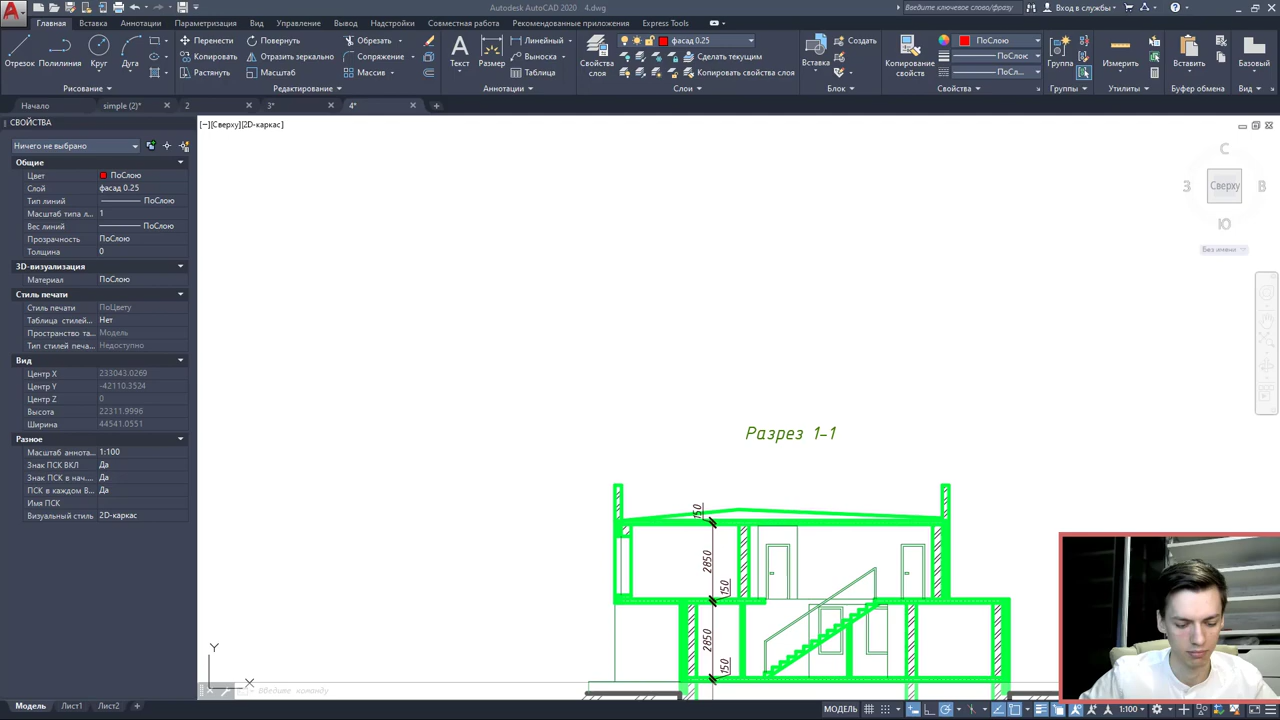 Autodesk AutoCAD 2020 4.dwg
Введите ключевое слово/фразу
Вход в службы
Главная Вставка Аннотации Параметризация Вид Управление Вывод Надстройки Совместная работа Рекомендованные приложения Express Tools
Отрезок Полилиния Круг Дуга
Перенести Повернуть Обрезать
Копировать Отразить зеркально Сопряжение
Растянуть Масштаб Массив
Текст Размер
Линейный
Выноска
Таблица
Свойства слоя
фасад 0.25
Сделать текущим
Копировать свойства слоя
Вставка
Создать
Копирование свойств
ПоСлою
ПоСлою
ПоСл...
Группа
Измерить
Вставить
Базовый
Рисование Редактирование Аннотации Слои Блок Свойства Группы Утилиты Буфер обмена Вид
Начало simple (2)* 2 3* 4*
СВОЙСТВА
[−][Сверху][2D-каркас]
Ничего не выбрано
Общие
Цвет ПоСлою
Слой фасад 0.25
Тип линий ПоСлою
Масштаб типа л... 1
Вес линий ПоСлою
Прозрачность ПоСлою
Толщина 0
3D-визуализация
Материал ПоСлою
Стиль печати
Стиль печати ПоЦвету
Таблица стилей... Нет
Пространство та... Модель
Тип стилей печа... Недоступно
Вид
Центр X 233043.0269
Центр Y -42110.3524
Центр Z 0
Высота 22311.9996
Ширина 44541.0551
Разное
Масштаб аннота... 1:100
Знак ПСК ВКЛ Да
Знак ПСК в нач.... Да
ПСК в каждом В... Да
Имя ПСК
Визуальный стиль 2D-каркас
С
З Сверху В
Ю
Без имени
Разрез 1-1
150
2850
150
2850
150
Y
X
Введите команду
Модель Лист1 Лист2 +
МОДЕЛЬ
1:100